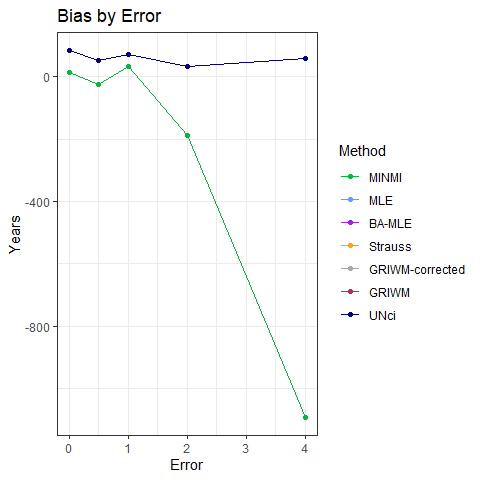 Bias by Error
Years
0
-400
-800
0
1
2
3
4
Error
Method
MINMI
MLE
BA-MLE
Strauss
GRIWM-corrected
GRIWM
UNci